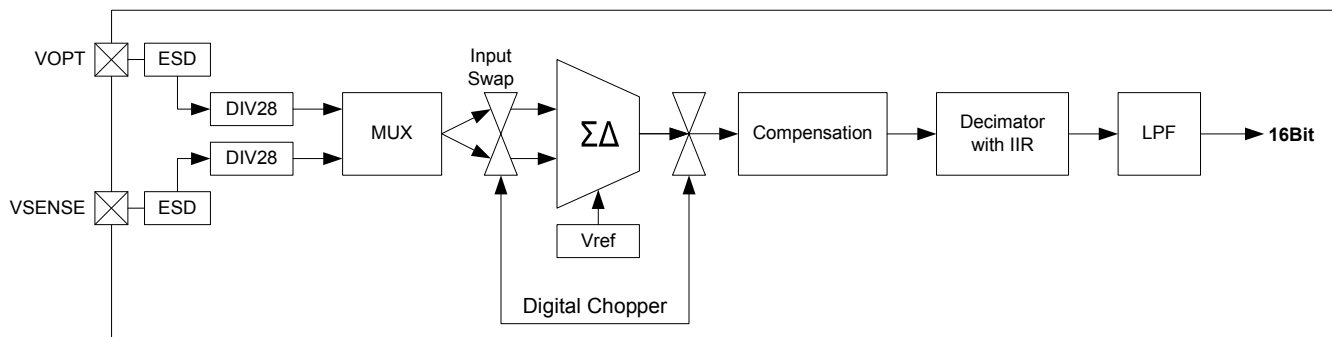 VOPT
ESD
Input
Swap
DIV28
MUX
ΣΔ
Compensation
Decimator
with IIR
LPF
16Bit
DIV28
VSENSE
ESD
Vref
Digital Chopper